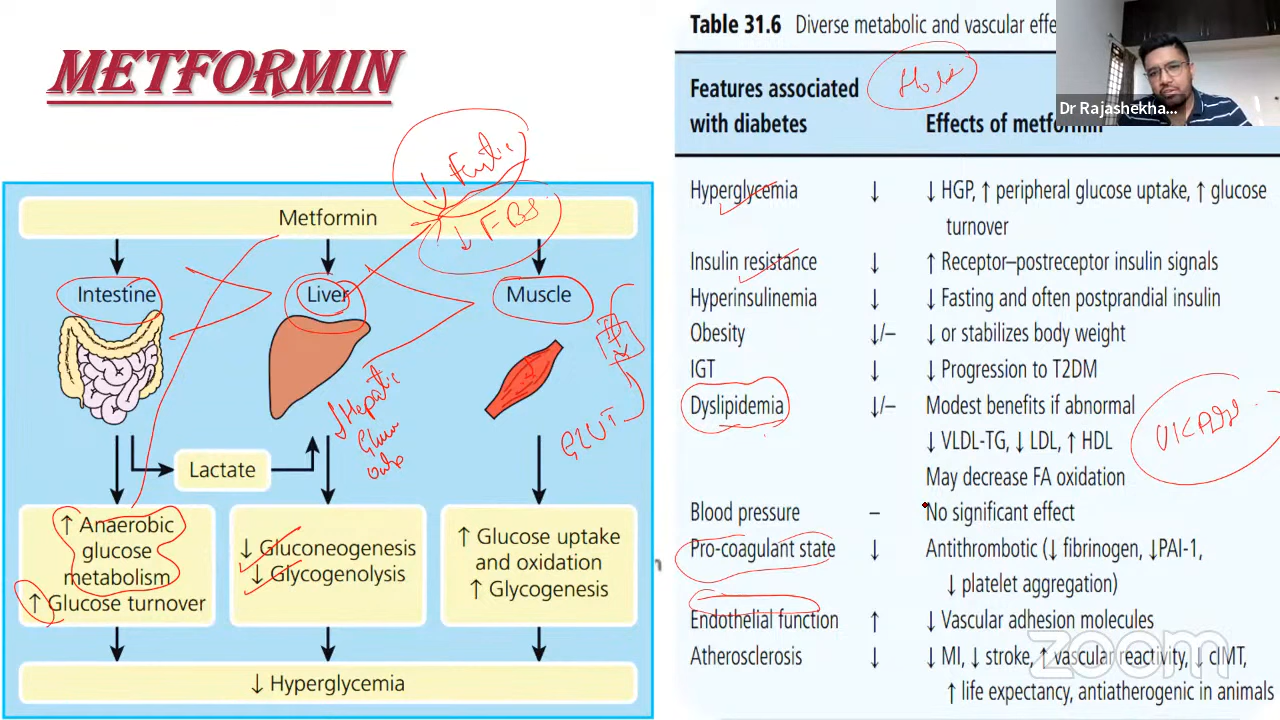 METFORMIN
Metformin
Intestine
Liver
Muscle
Lactate
↑ Anaerobic
glucose
metabolism
↑ Glucose turnover
↓ Gluconeogenesis
↓ Glycogenolysis
↑ Glucose uptake
and oxidation
↑ Glycogenesis
↓ Hyperglycemia
↓ FBS
↓ Hepatic
GLUT
Table 31.6 Diverse metabolic and vascular effe
Dr Rajashekha...
Features associated
with diabetes
Effects of metformin
Hyperglycemia ↓ ↓ HGP, ↑ peripheral glucose uptake, ↑ glucose
turnover
Insulin resistance ↓ ↑ Receptor–postreceptor insulin signals
Hyperinsulinemia ↓ ↓ Fasting and often postprandial insulin
Obesity ↓/– ↓ or stabilizes body weight
IGT ↓ ↓ Progression to T2DM
Dyslipidemia ↓/– Modest benefits if abnormal
↓ VLDL-TG, ↓ LDL, ↑ HDL
May decrease FA oxidation
UKPDS
Blood pressure – No significant effect
Pro-coagulant state ↓ Antithrombotic (↓ fibrinogen, ↓PAI-1,
↓ platelet aggregation)
Endothelial function ↑ ↓ Vascular adhesion molecules
Atherosclerosis ↓ ↓ MI, ↓ stroke, ↑ vascular reactivity, ↓ cIMT,
↑ life expectancy, antiatherogenic in animals
zoom